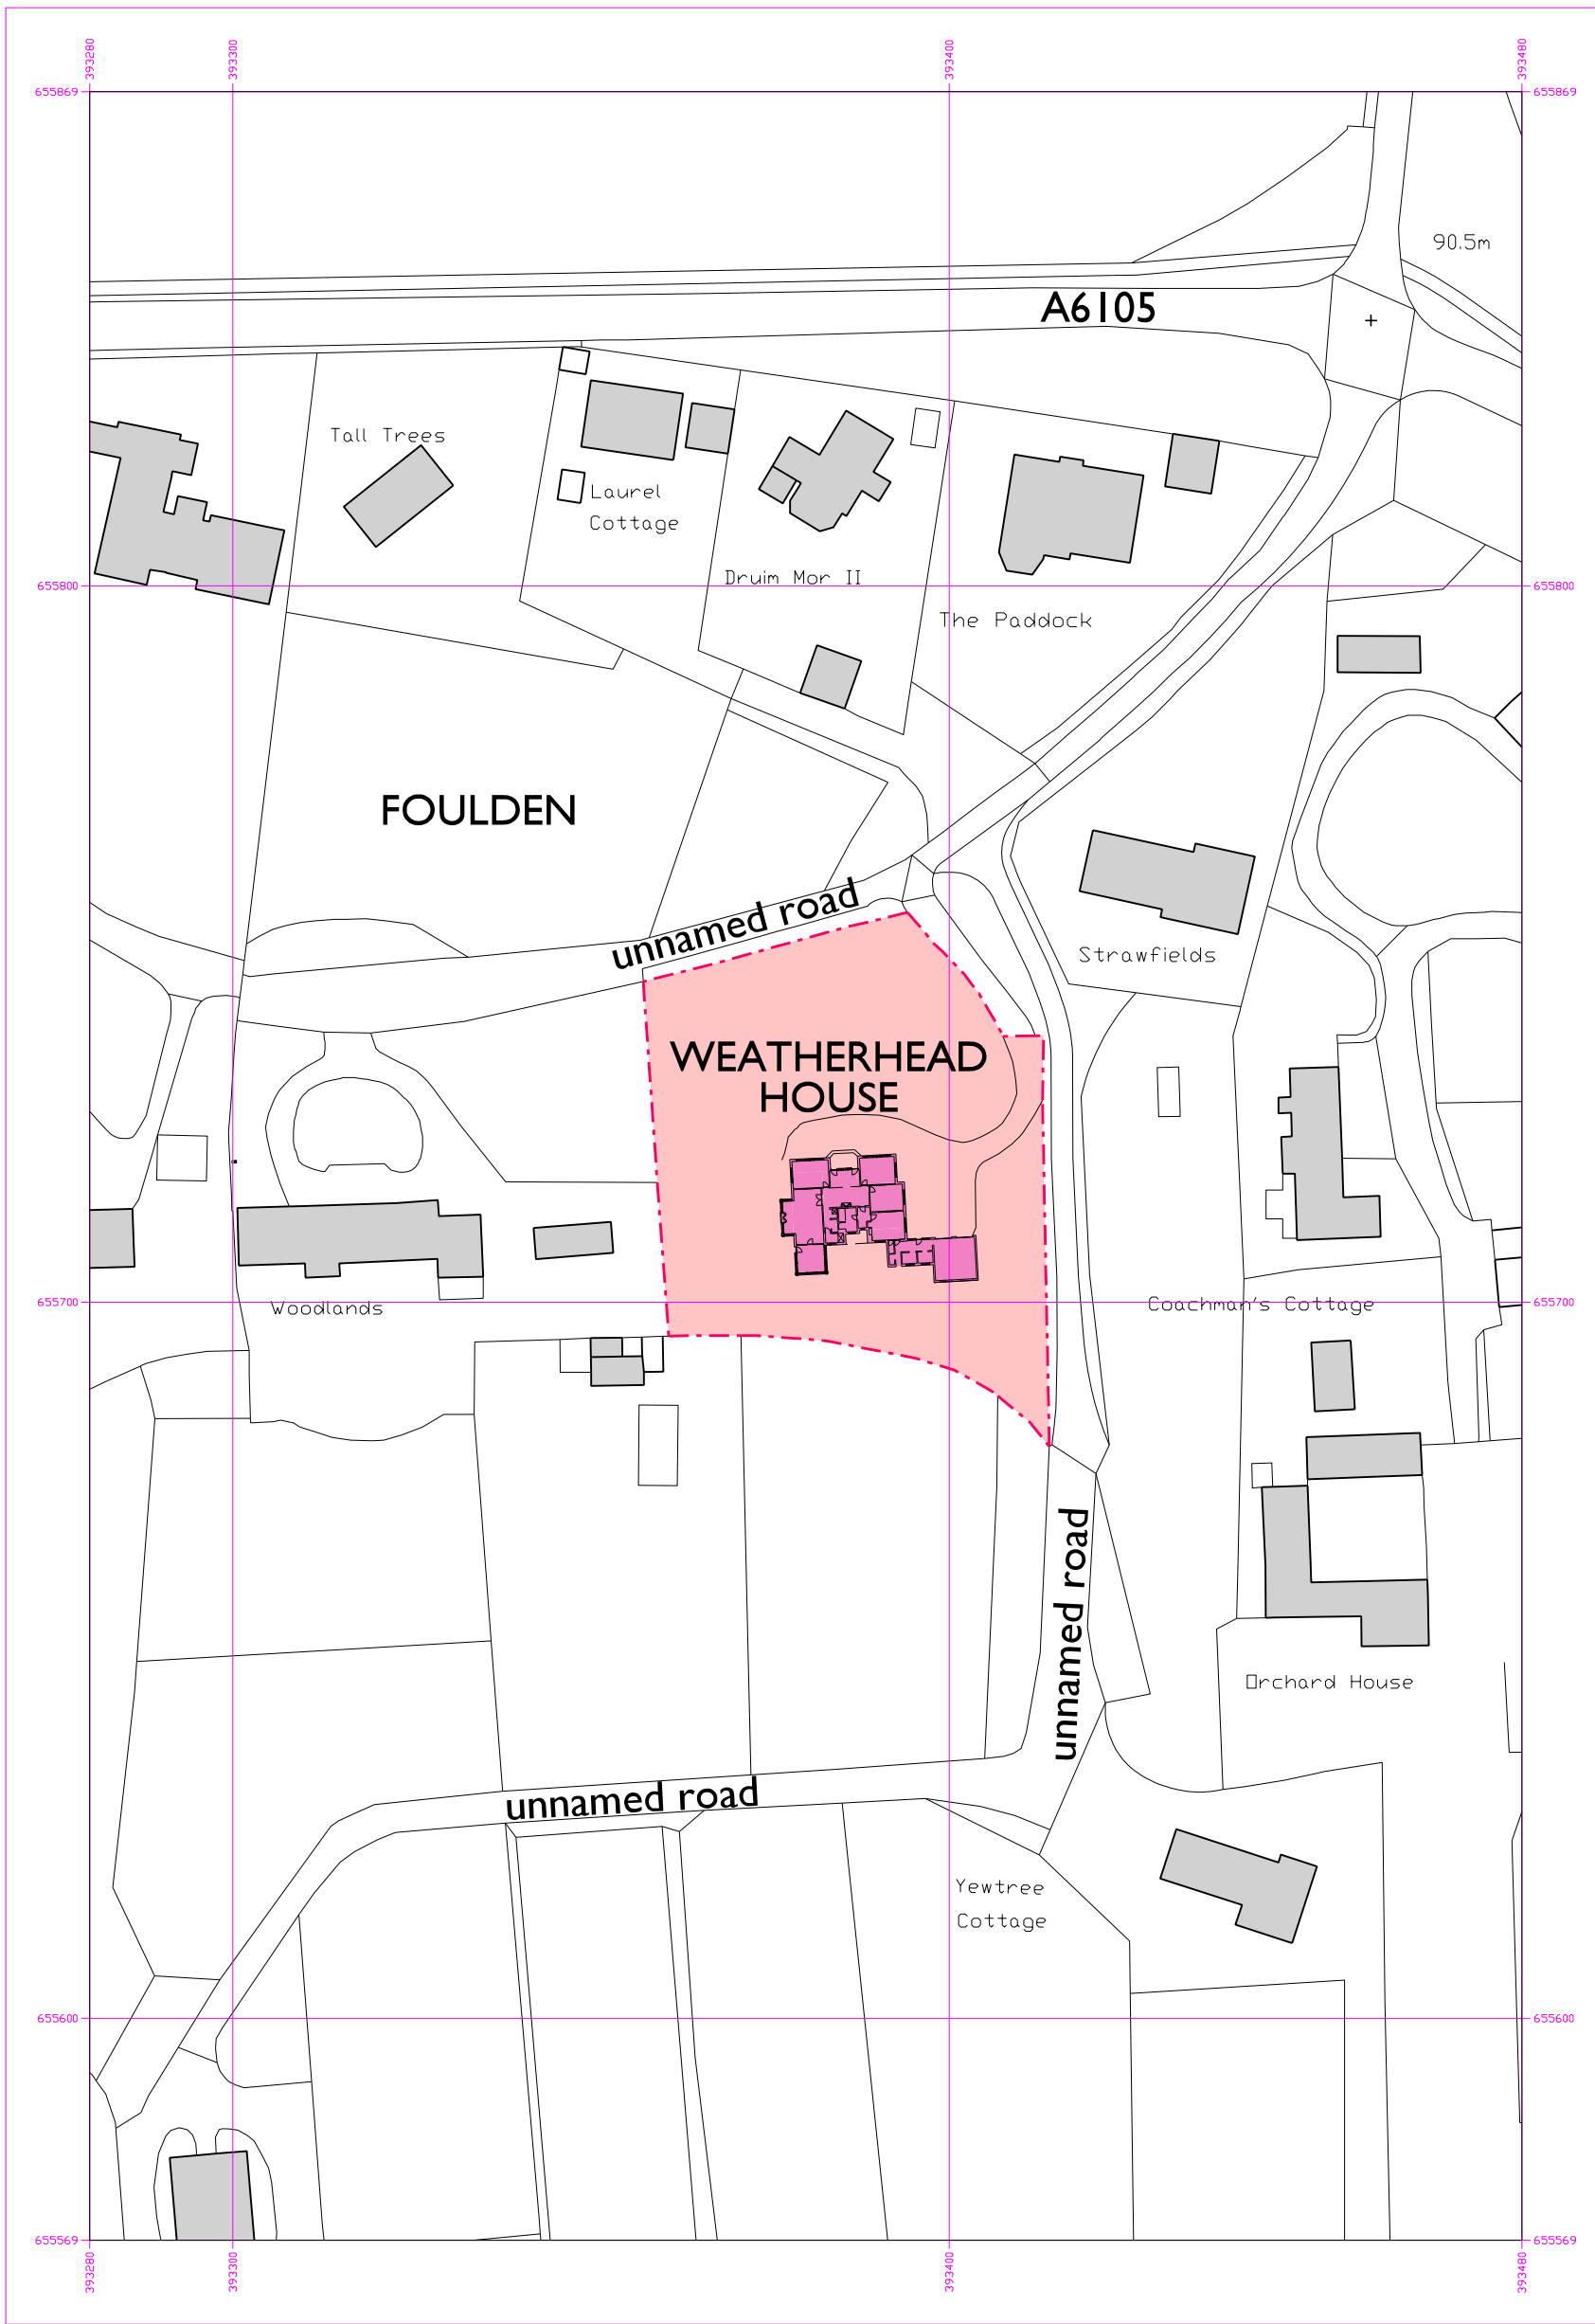 393280
393300
393400
393480
655869
655869
90.5m
A6105
Tall Trees
Laurel
Cottage
Druim Mor II
655800
655800
The Paddock
FOULDEN
unnamed road
Strawfields
WEATHERHEAD
HOUSE
655700
655700
Woodlands
Coachman's Cottage
unnamed road
Orchard House
unnamed road
Yewtree
Cottage
655600
655600
655569
655569
393280
393300
393400
393480